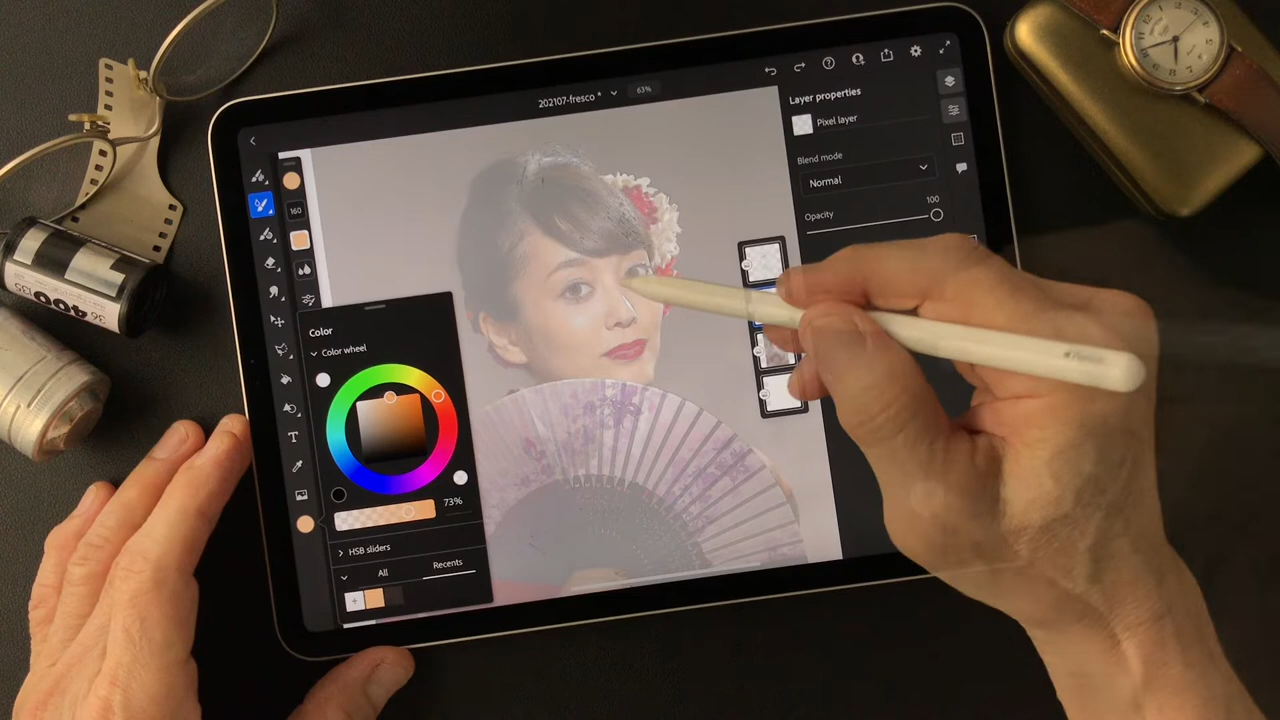 202107-fresco *
63%
Layer properties
Pixel layer
Blend mode
Normal
Opacity
100
160
Color
Color wheel
73%
HSB sliders
All
Recents
T
400
36
135